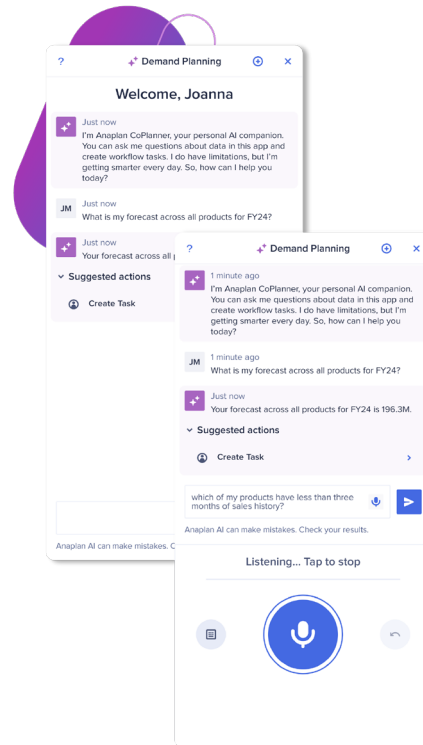 ?
Demand Planning
Welcome, Joanna
Just now
I'm Anaplan CoPlanner, your personal AI companion.
You can ask me questions about data in this app and
create workflow tasks. I do have limitations, but I'm
getting smarter every day. So, how can I help you
today?
JM
Just now
What is my forecast across all products for FY24?
Just now
Your forecast across all
Suggested actions
Create Task
Anaplan AI can make mistakes.
?
Demand Planning
1 minute ago
I'm Anaplan CoPlanner, your personal AI companion.
You can ask me questions about data in this app and
create workflow tasks. I do have limitations, but I'm
getting smarter every day. So, how can I help you
today?
JM
1 minute ago
What is my forecast across all products for FY24?
Just now
Your forecast across all products for FY24 is 196.3M.
Suggested actions
Create Task
which of my products have less than three
months of sales history?
Anaplan AI can make mistakes. Check your results.
Listening... Tap to stop